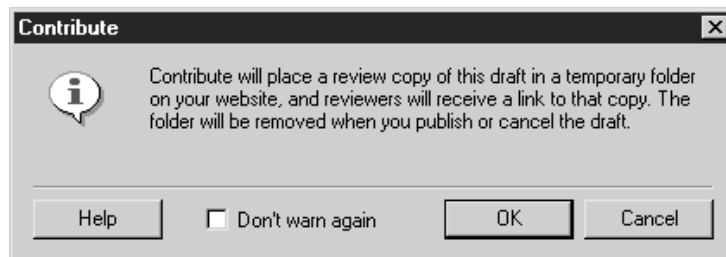 Contribute
Contribute will place a review copy of this draft in a temporary folder
on your website, and reviewers will receive a link to that copy. The
folder will be removed when you publish or cancel the draft.
Help
Don't warn again
OK
Cancel